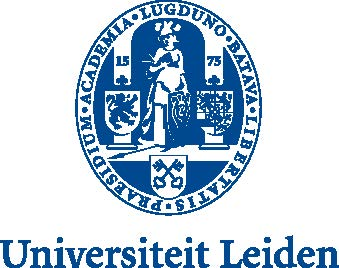 ACADEMIA · LUGDUNO · BATAVA · LIBERTATIS · PRAESIDIUM ·
15 75
Universiteit Leiden